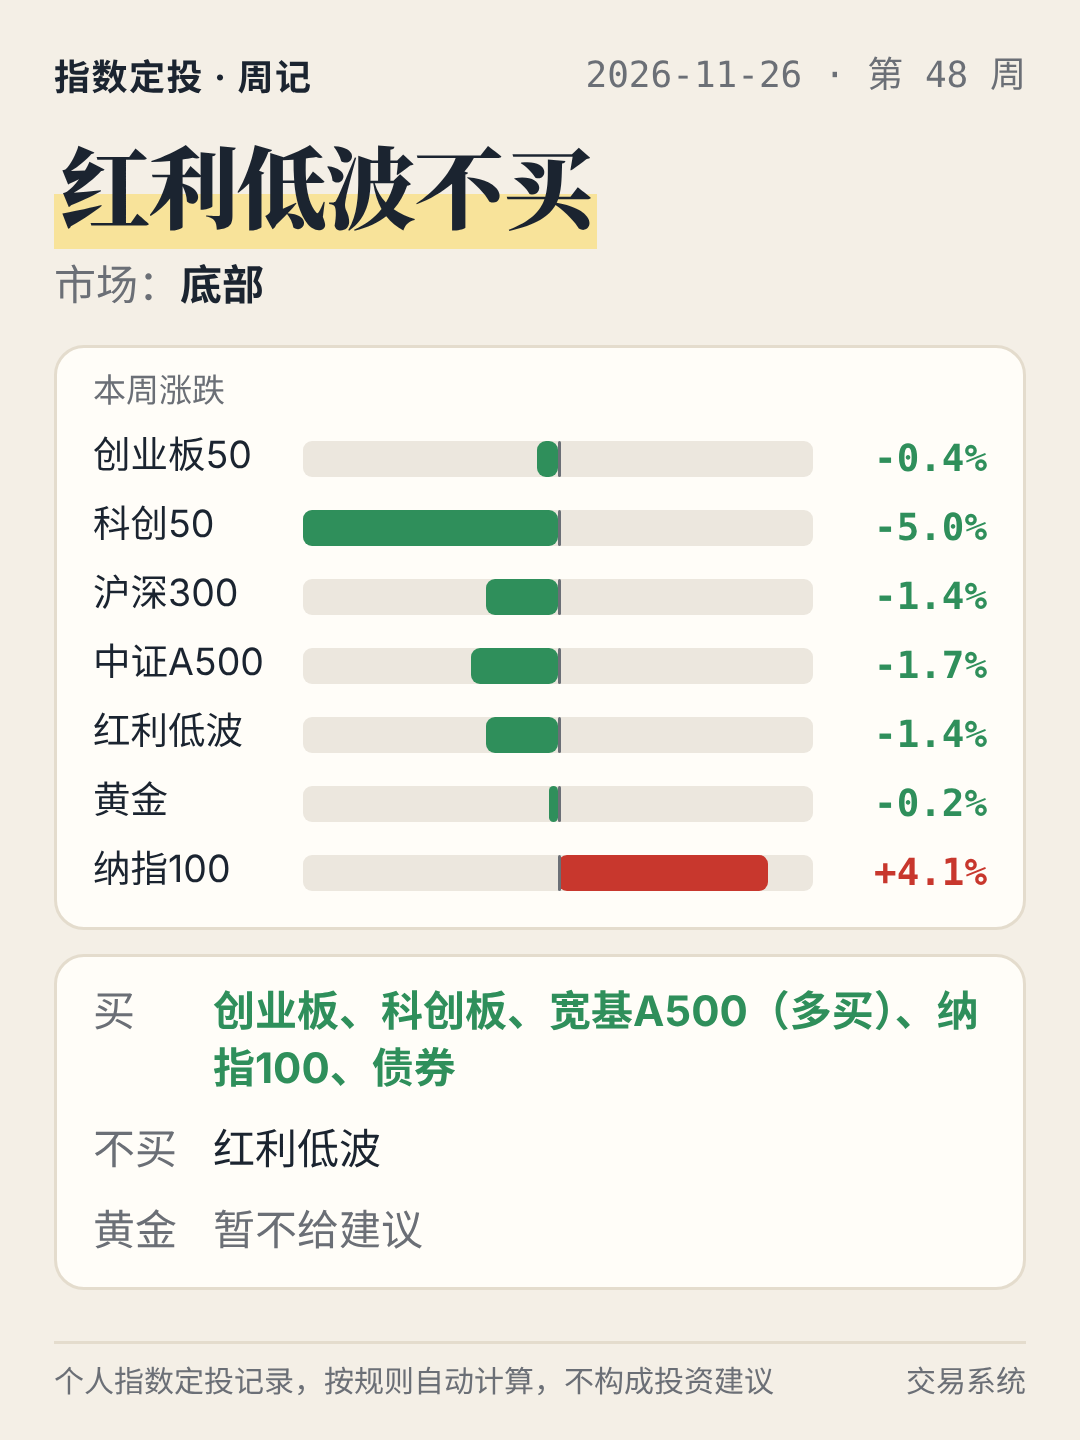 指数定投 · 周记
2026-11-26 · 第 48 周
红利低波不买
市场：底部
本周涨跌
创业板50 -0.4%
科创50 -5.0%
沪深300 -1.4%
中证A500 -1.7%
红利低波 -1.4%
黄金 -0.2%
纳指100 +4.1%
买 创业板、科创板、宽基A500（多买）、纳
指100、债券
不买 红利低波
黄金 暂不给建议
个人指数定投记录，按规则自动计算，不构成投资建议
交易系统